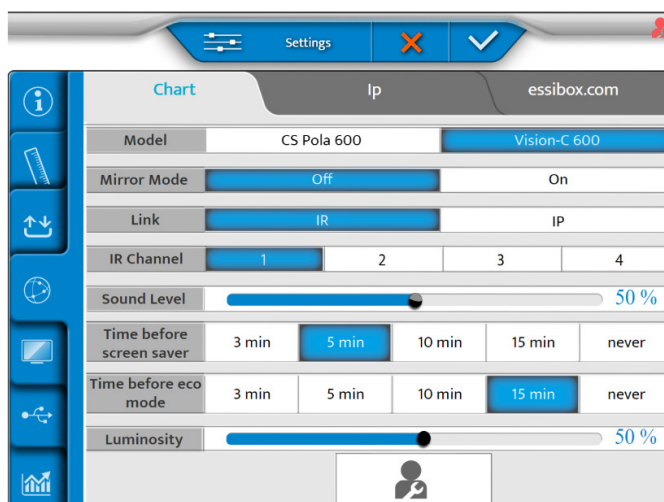 Settings
Chart Ip essibox.com
Model CS Pola 600 Vision-C 600
Mirror Mode Off On
Link IR IP
IR Channel 1 2 3 4
Sound Level 50 %
Time before
screen saver 3 min 5 min 10 min 15 min never
Time before eco
mode 3 min 5 min 10 min 15 min never
Luminosity 50 %